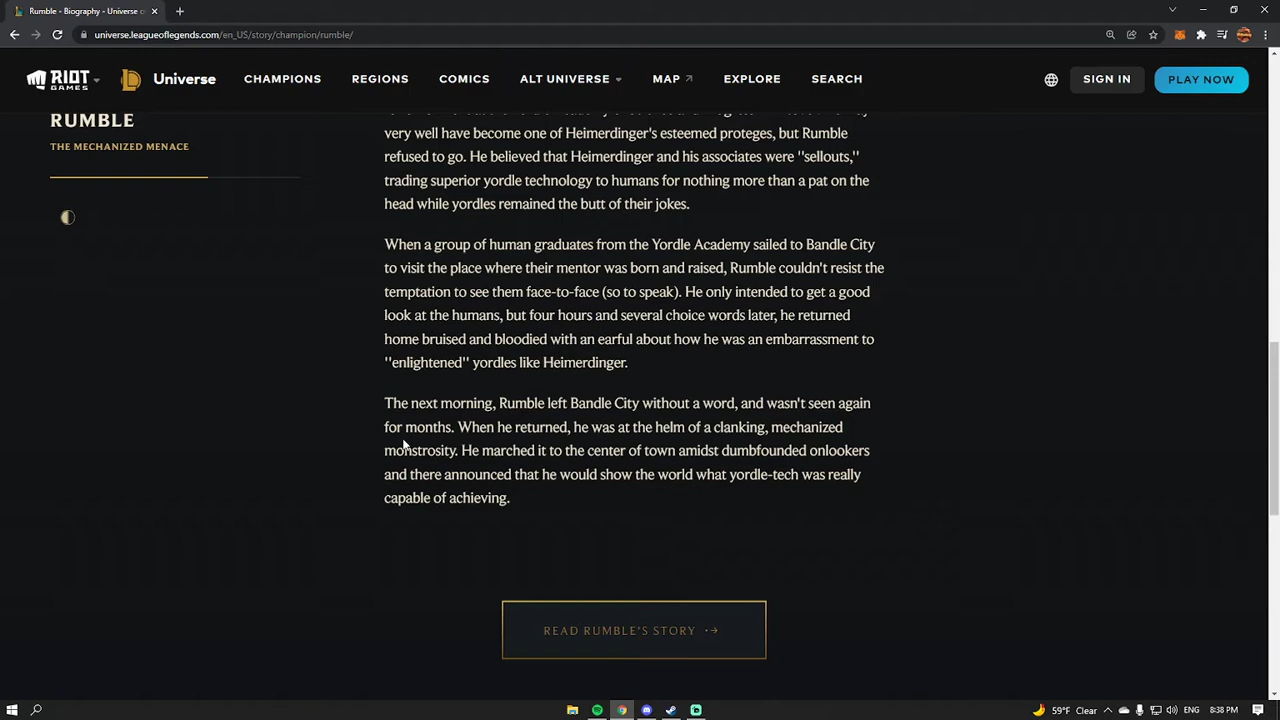 Rumble - Biography - Universe o
universe.leagueoflegends.com/en_US/story/champion/rumble/
RIOT GAMES
Universe
CHAMPIONS
REGIONS
COMICS
ALT UNIVERSE
MAP
EXPLORE
SEARCH
SIGN IN
PLAY NOW
RUMBLE
THE MECHANIZED MENACE
very well have become one of Heimerdinger's esteemed proteges, but Rumble
refused to go. He believed that Heimerdinger and his associates were "sellouts,"
trading superior yordle technology to humans for nothing more than a pat on the
head while yordles remained the butt of their jokes.
When a group of human graduates from the Yordle Academy sailed to Bandle City
to visit the place where their mentor was born and raised, Rumble couldn't resist the
temptation to see them face-to-face (so to speak). He only intended to get a good
look at the humans, but four hours and several choice words later, he returned
home bruised and bloodied with an earful about how he was an embarrassment to
"enlightened" yordles like Heimerdinger.
The next morning, Rumble left Bandle City without a word, and wasn't seen again
for months. When he returned, he was at the helm of a clanking, mechanized
monstrosity. He marched it to the center of town amidst dumbfounded onlookers
and there announced that he would show the world what yordle-tech was really
capable of achieving.
READ RUMBLE'S STORY
59°F Clear
ENG
8:38 PM